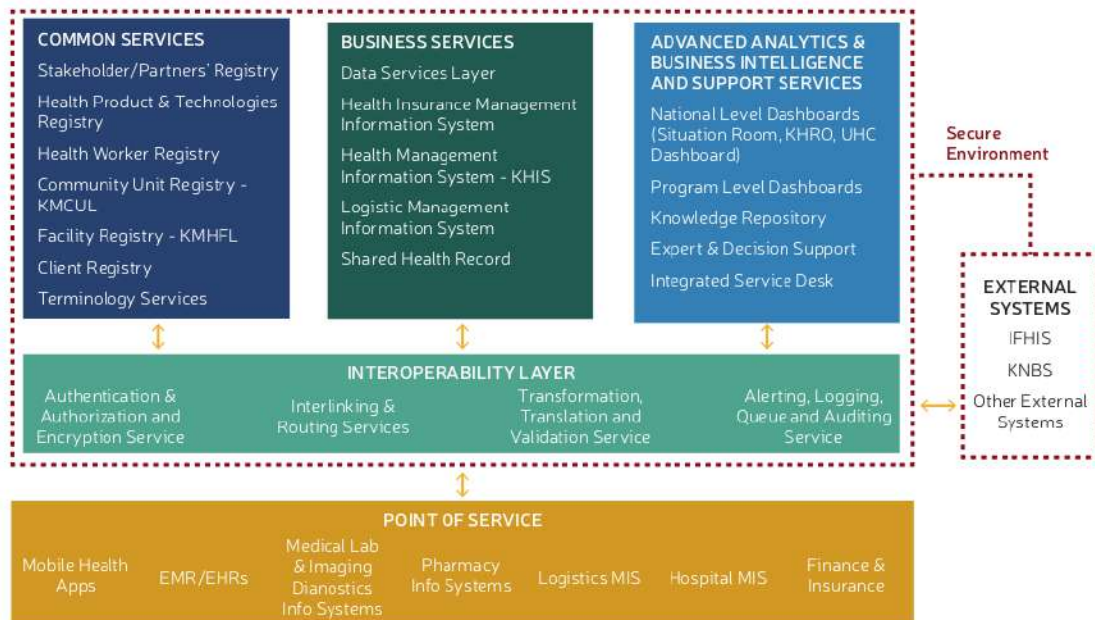 COMMON SERVICES
Stakeholder/Partners' Registry
Health Product & Technologies
Registry
Health Worker Registry
Community Unit Registry -
KMCUL
Facility Registry - KMHFL
Client Registry
Terminology Services
BUSINESS SERVICES
Data Services Layer
Health Insurance Management
Information System
Health Management
Information System - KHIS
Logistic Management
Information System
Shared Health Record
ADVANCED ANALYTICS &
BUSINESS INTELLIGENCE
AND SUPPORT SERVICES
National Level Dashboards
(Situation Room, KHRO, UHC
Dashboard)
Program Level Dashboards
Knowledge Repository
Expert & Decision Support
Integrated Service Desk
Secure
Environment
EXTERNAL
SYSTEMS
IFHIS
KNBS
Other External
Systems
INTEROPERABILITY LAYER
Authentication &
Authorization and
Encryption Service
Interlinking &
Routing Services
Transformation,
Translation and
Validation Service
Alerting, Logging,
Queue and Auditing
Service
POINT OF SERVICE
Mobile Health
Apps
EMR/EHRs
Medical Lab
& Imaging
Dianostics
Info Systems
Pharmacy
Info Systems
Logistics MIS
Hospital MIS
Finance &
Insurance